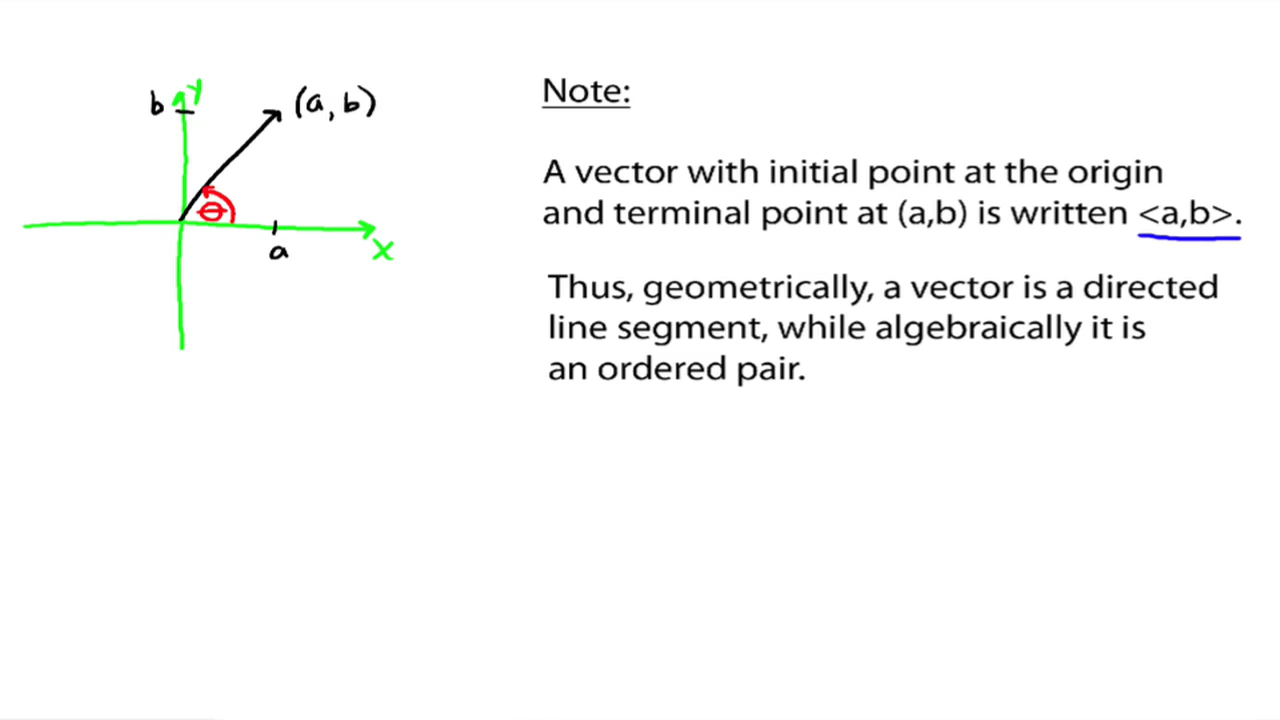 b
y
(a, b)
θ
a
x
Note:
A vector with initial point at the origin
and terminal point at (a,b) is written <a,b>.
Thus, geometrically, a vector is a directed
line segment, while algebraically it is
an ordered pair.